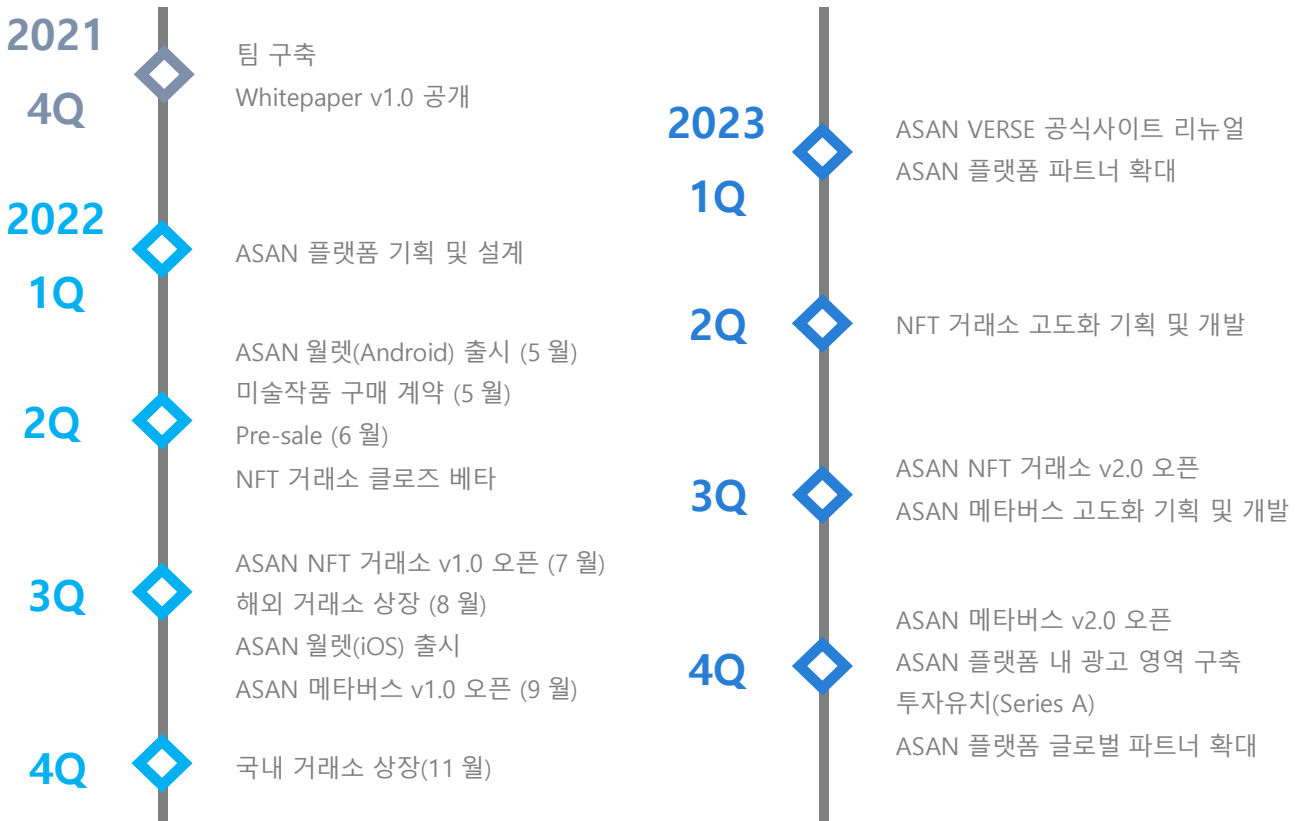 2021
4Q
팀 구축
Whitepaper v1.0 공개
2022
1Q
ASAN 플랫폼 기획 및 설계
2Q
ASAN 월렛(Android) 출시 (5 월)
미술작품 구매 계약 (5 월)
Pre-sale (6 월)
NFT 거래소 클로즈 베타
3Q
ASAN NFT 거래소 v1.0 오픈 (7 월)
해외 거래소 상장 (8 월)
ASAN 월렛(iOS) 출시
ASAN 메타버스 v1.0 오픈 (9 월)
4Q
국내 거래소 상장(11 월)
2023
1Q
ASAN VERSE 공식사이트 리뉴얼
ASAN 플랫폼 파트너 확대
2Q
NFT 거래소 고도화 기획 및 개발
3Q
ASAN NFT 거래소 v2.0 오픈
ASAN 메타버스 고도화 기획 및 개발
4Q
ASAN 메타버스 v2.0 오픈
ASAN 플랫폼 내 광고 영역 구축
투자유치(Series A)
ASAN 플랫폼 글로벌 파트너 확대